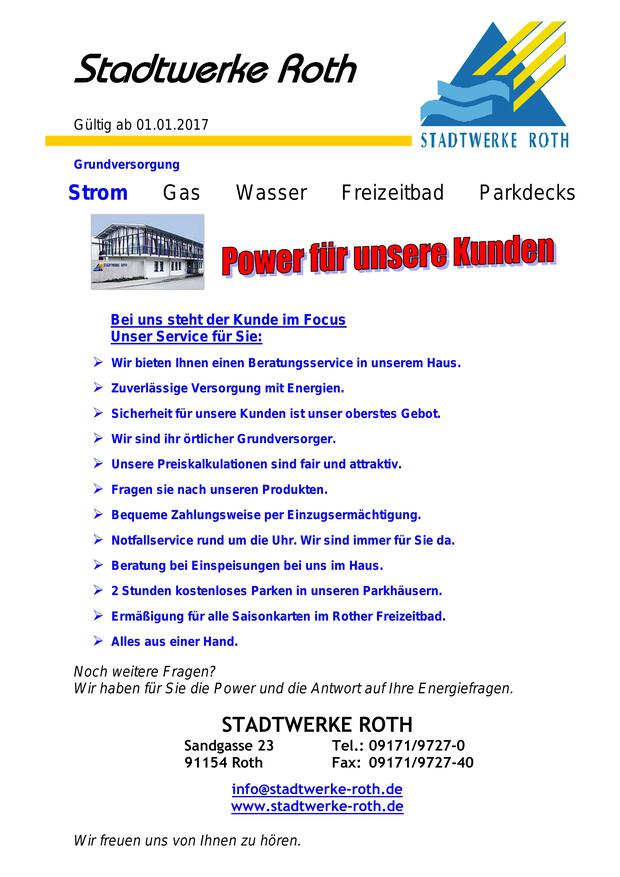 Stadtwerke Roth
STADTWERKE ROTH
Gültig ab 01.01.2017
Grundversorgung
Strom Gas Wasser Freizeitbad Parkdecks
STADTWERKE ROTH
Power für unsere Kunden
Bei uns steht der Kunde im Focus
Unser Service für Sie:
➢ Wir bieten Ihnen einen Beratungsservice in unserem Haus.
➢ Zuverlässige Versorgung mit Energien.
➢ Sicherheit für unsere Kunden ist unser oberstes Gebot.
➢ Wir sind ihr örtlicher Grundversorger.
➢ Unsere Preiskalkulationen sind fair und attraktiv.
➢ Fragen sie nach unseren Produkten.
➢ Bequeme Zahlungsweise per Einzugsermächtigung.
➢ Notfallservice rund um die Uhr. Wir sind immer für Sie da.
➢ Beratung bei Einspeisungen bei uns im Haus.
➢ 2 Stunden kostenloses Parken in unseren Parkhäusern.
➢ Ermäßigung für alle Saisonkarten im Rother Freizeitbad.
➢ Alles aus einer Hand.
Noch weitere Fragen?
Wir haben für Sie die Power und die Antwort auf Ihre Energiefragen.
STADTWERKE ROTH
Sandgasse 23 Tel.: 09171/9727-0
91154 Roth Fax: 09171/9727-40
info@stadtwerke-roth.de
www.stadtwerke-roth.de
Wir freuen uns von Ihnen zu hören.